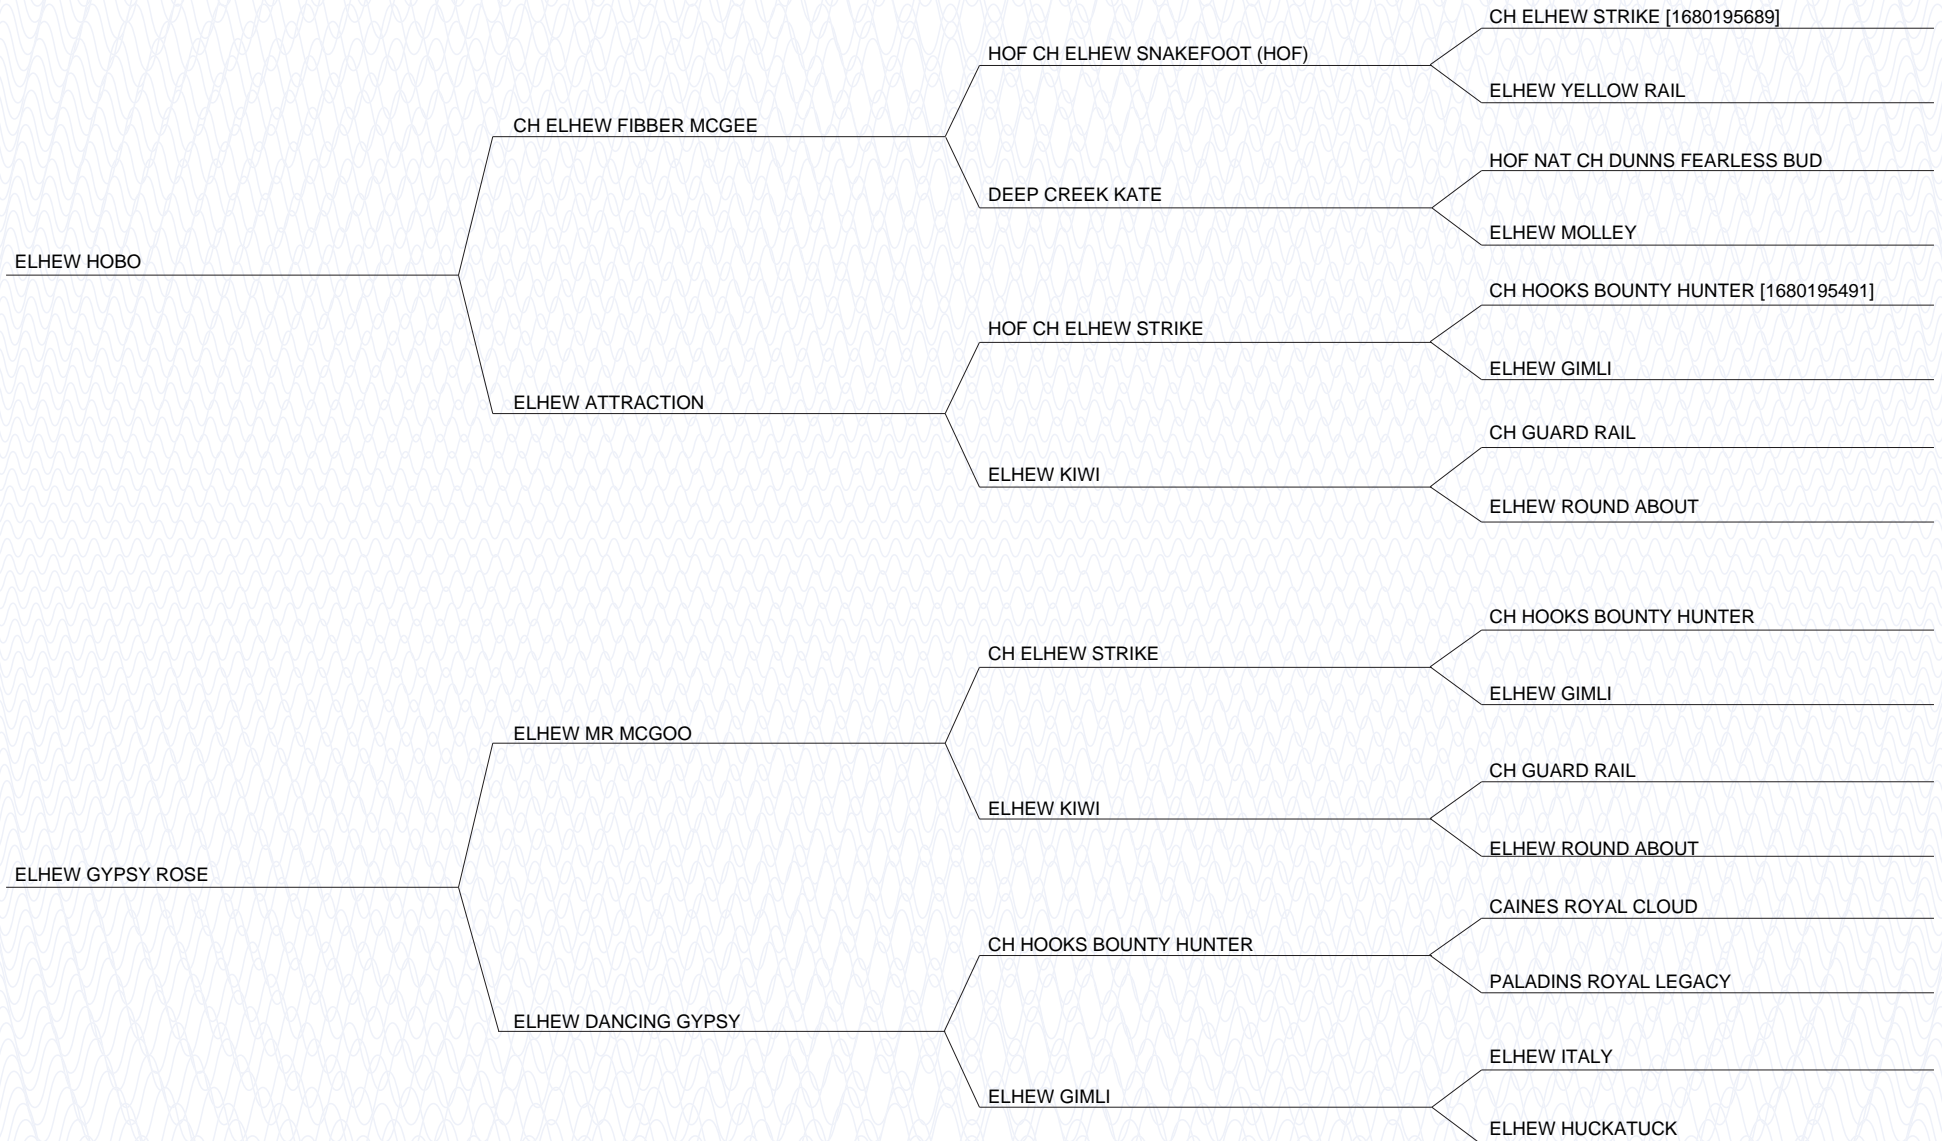 CH ELHEW STRIKE [1680195689]
HOF CH ELHEW SNAKEFOOT (HOF)
ELHEW YELLOW RAIL
CH ELHEW FIBBER MCGEE
HOF NAT CH DUNNS FEARLESS BUD
DEEP CREEK KATE
ELHEW MOLLEY
ELHEW HOBO
CH HOOKS BOUNTY HUNTER [1680195491]
HOF CH ELHEW STRIKE
ELHEW GIMLI
ELHEW ATTRACTION
CH GUARD RAIL
ELHEW KIWI
ELHEW ROUND ABOUT
CH HOOKS BOUNTY HUNTER
CH ELHEW STRIKE
ELHEW GIMLI
ELHEW MR MCGOO
CH GUARD RAIL
ELHEW KIWI
ELHEW ROUND ABOUT
ELHEW GYPSY ROSE
CAINES ROYAL CLOUD
CH HOOKS BOUNTY HUNTER
PALADINS ROYAL LEGACY
ELHEW DANCING GYPSY
ELHEW ITALY
ELHEW GIMLI
ELHEW HUCKATUCK